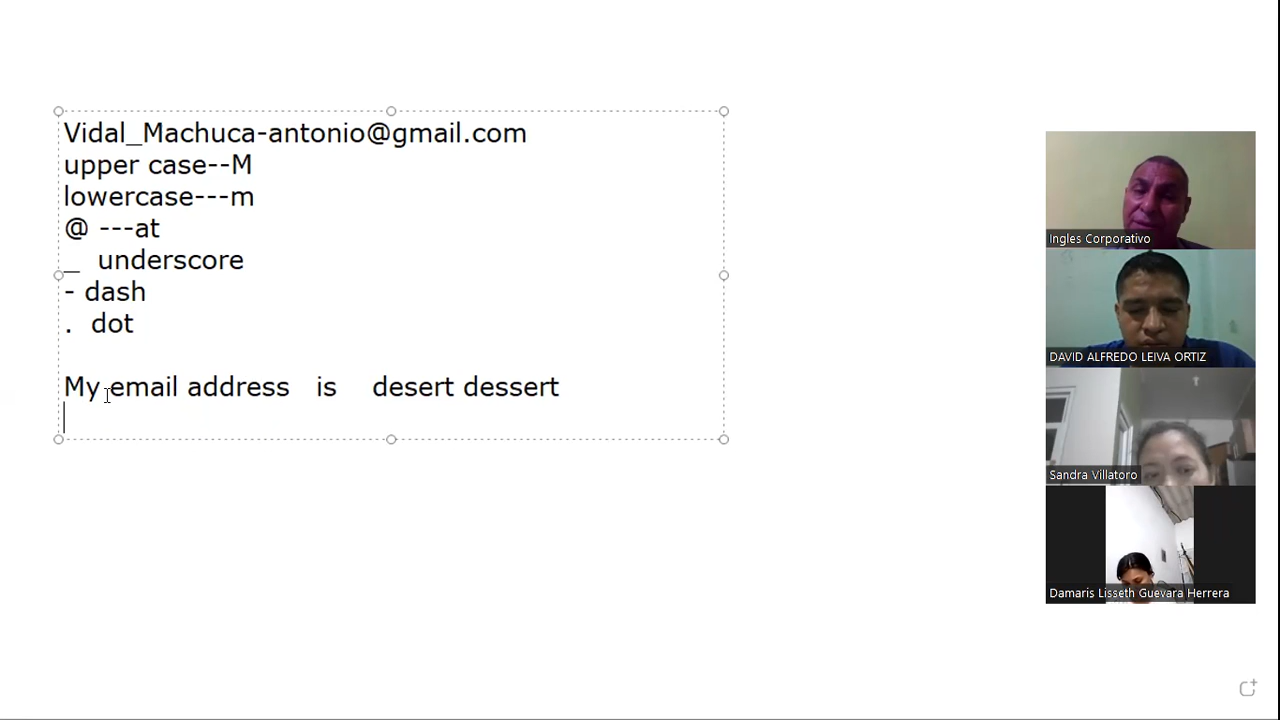 Vidal_Machuca-antonio@gmail.com
upper case--M
lowercase---m
@ ---at
_  underscore
- dash
.  dot
My email address   is    desert dessert
Ingles Corporativo
DAVID ALFREDO LEIVA ORTIZ
Sandra Villatoro
Damaris Lisseth Guevara Herrera